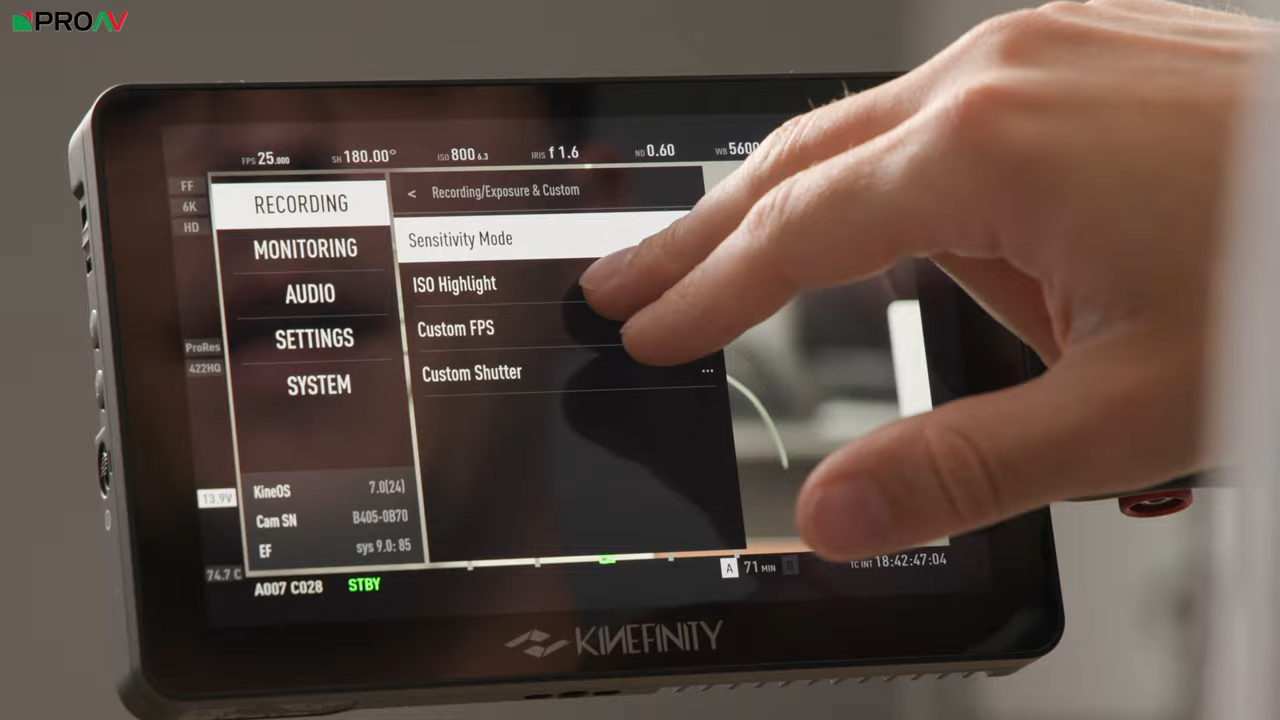 PROAV
FPS 25.000 SH 180.00° ISO 800 6.3 IRIS f 1.6 ND 0.60 WB 5600
FF
6K
HD
RECORDING
MONITORING
AUDIO
SETTINGS
SYSTEM
< Recording/Exposure & Custom
Sensitivity Mode
ISO Highlight
Custom FPS
Custom Shutter ...
ProRes
422HQ
13.9V
KineOS 7.0(24)
Cam SN B405-0B70
EF sys 9.0: 85
74.7 C
A007 C028 STBY
A 71 MIN B
TC INT 18:42:47:04
KINEFINITY